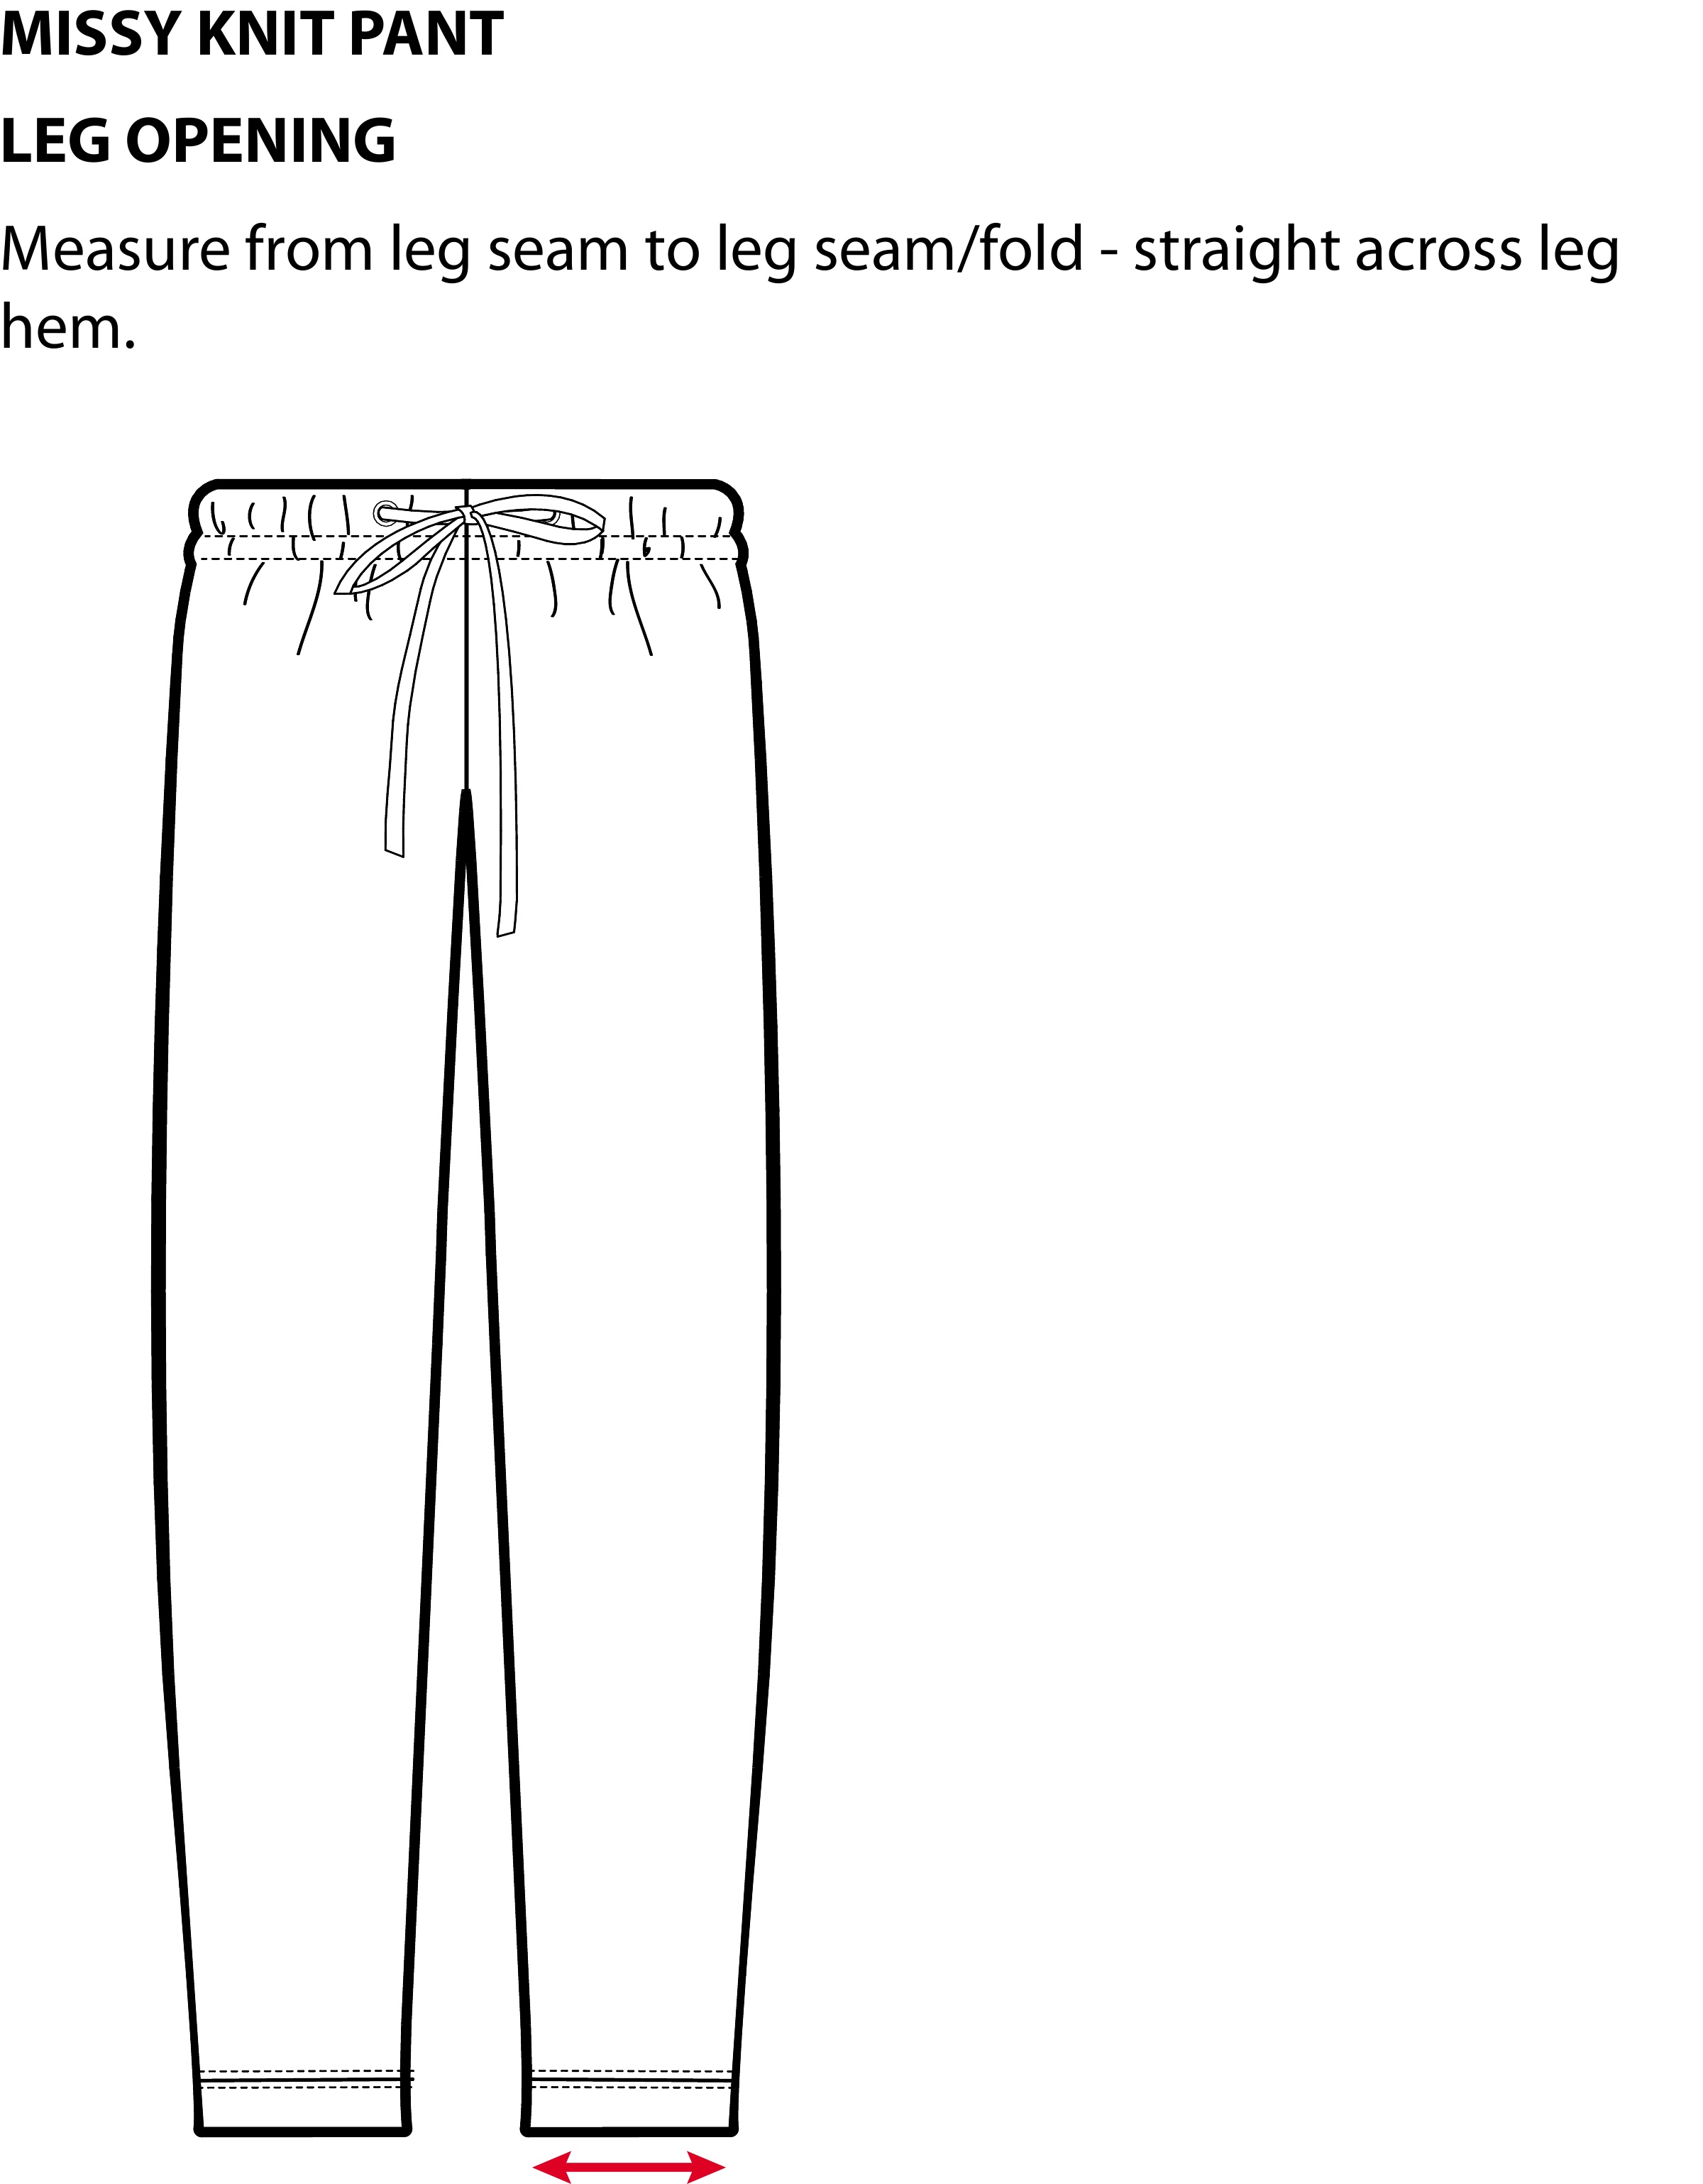 MISSY KNIT PANT
LEG OPENING
Measure from leg seam to leg seam/fold - straight across leg
hem.